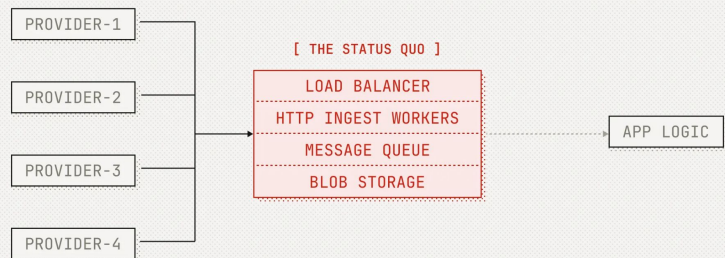 PROVIDER-1
PROVIDER-2
PROVIDER-3
PROVIDER-4
[ THE STATUS QUO ]
LOAD BALANCER
HTTP INGEST WORKERS
MESSAGE QUEUE
BLOB STORAGE
APP LOGIC